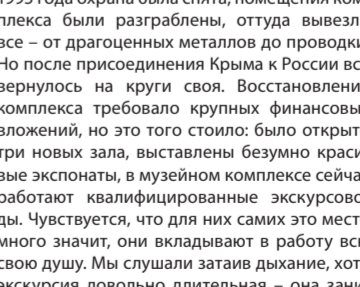 1993 года охрана была снята, помещения ком
плекса были разграблены, оттуда вывезл
все – от драгоценных металлов до проводки
Но после присоединения Крыма к России вс
вернулось на круги своя. Восстановлени
комплекса требовало крупных финансовы
вложений, но это того стоило: было открыт
три новых зала, выставлены безумно краси
вые экспонаты, в музейном комплексе сейча
работают квалифицированные экскурсово
ды. Чувствуется, что для них самих это мест
много значит, они вкладывают в работу вс
свою душу. Мы слушали затаив дыхание, хот
экскурсия довольно длительная – она зани